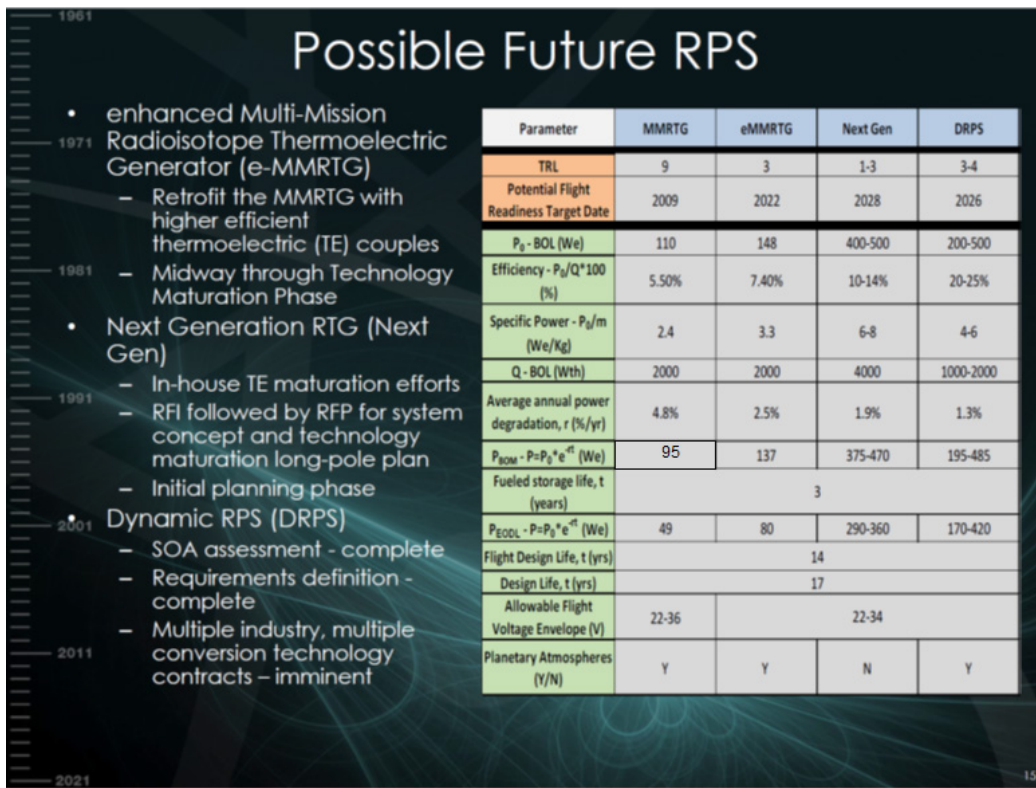 1961
Possible Future RPS
• enhanced Multi-Mission
1971 Radioisotope Thermoelectric
Generator (e-MMRTG)
– Retrofit the MMRTG with
higher efficient
thermoelectric (TE) couples
1981 – Midway through Technology
Maturation Phase
• Next Generation RTG (Next
Gen)
– In-house TE maturation efforts
1991
– RFI followed by RFP for system
concept and technology
maturation long-pole plan
– Initial planning phase
2001 • Dynamic RPS (DRPS)
– SOA assessment - complete
– Requirements definition -
complete
– Multiple industry, multiple
2011 conversion technology
contracts – imminent
2021
Parameter MMRTG eMMRTG Next Gen DRPS
TRL 9 3 1-3 3-4
Potential Flight
Readiness Target Date 2009 2022 2028 2026
P₀ - BOL (We) 110 148 400-500 200-500
Efficiency - P₀/Q*100
(%) 5.50% 7.40% 10-14% 20-25%
Specific Power - P₀/m
(We/Kg) 2.4 3.3 6-8 4-6
Q - BOL (Wth) 2000 2000 4000 1000-2000
Average annual power
degradation, r (%/yr) 4.8% 2.5% 1.9% 1.3%
P_BOM - P=P₀*e^-rt (We) 95 137 375-470 195-485
Fueled storage life, t
(years) 3
P_EODL - P=P₀*e^-rt (We) 49 80 290-360 170-420
Flight Design Life, t (yrs) 14
Design Life, t (yrs) 17
Allowable Flight
Voltage Envelope (V) 22-36 22-34
Planetary Atmospheres
(Y/N) Y Y N Y
15